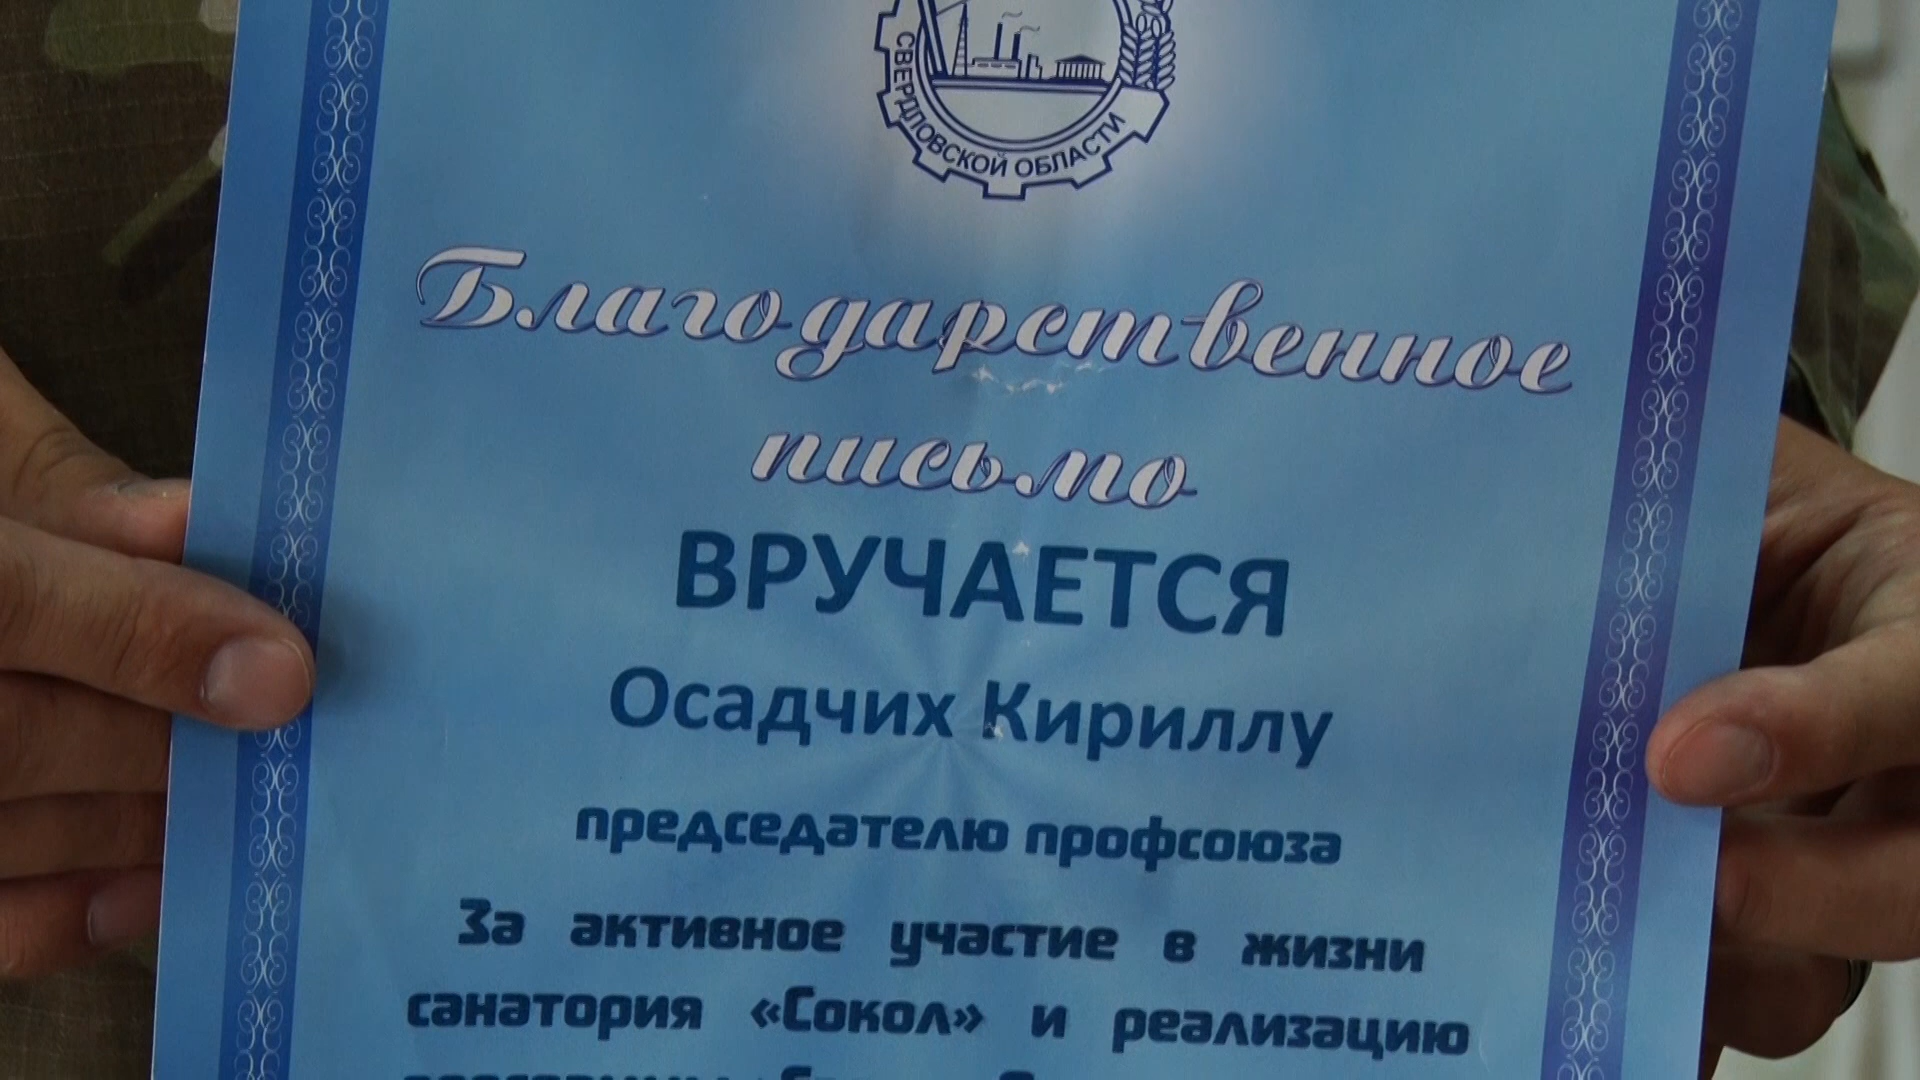 СВЕРДЛОВСКОЙ ОБЛАСТИ
Благодарственное
письмо
ВРУЧАЕТСЯ
Осадчих Кириллу
председателю профсоюза
За активное участие в жизни
санатория «Сокол» и реализацию